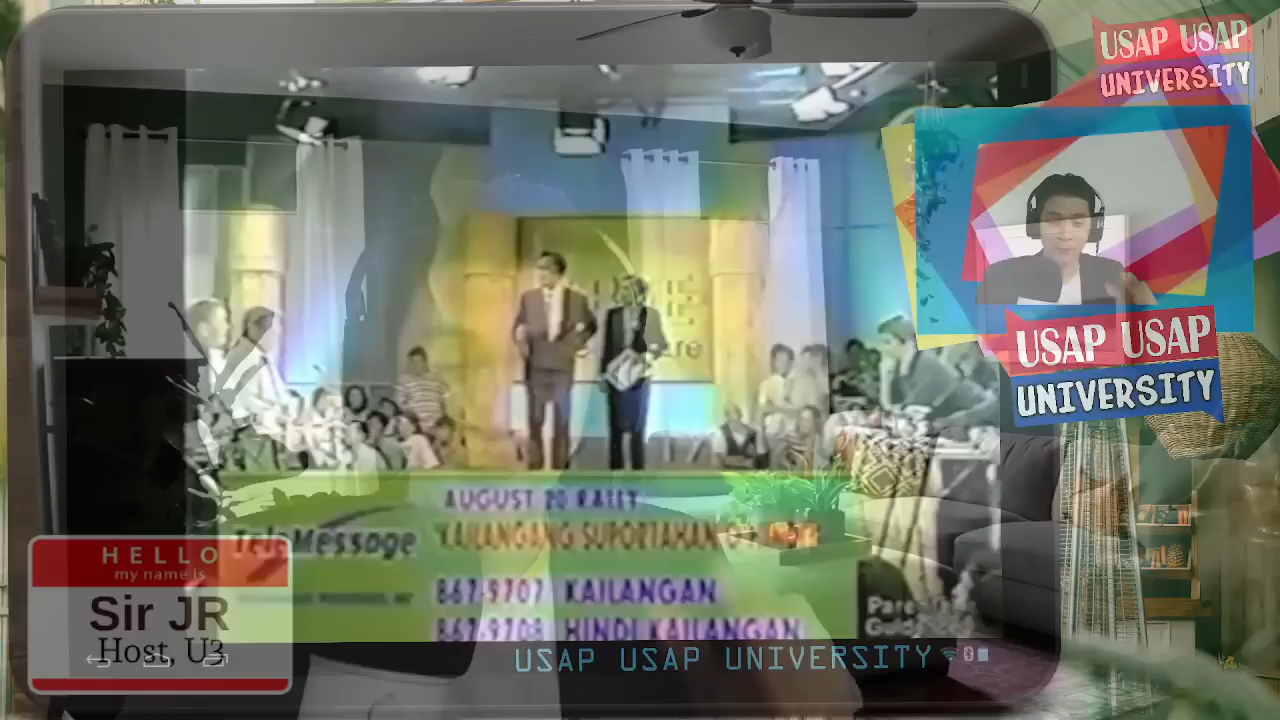 USAP USAP
UNIVERSITY
USAP USAP
UNIVERSITY
AUGUST 20 RALLY
TeleMessage
KAILANGANG SUPORTAHAN
867-9707 KAILANGAN
867-9708 HINDI KAILANGAN
HELLO
my name is
Sir JR
Host, U3
USAP USAP UNIVERSITY